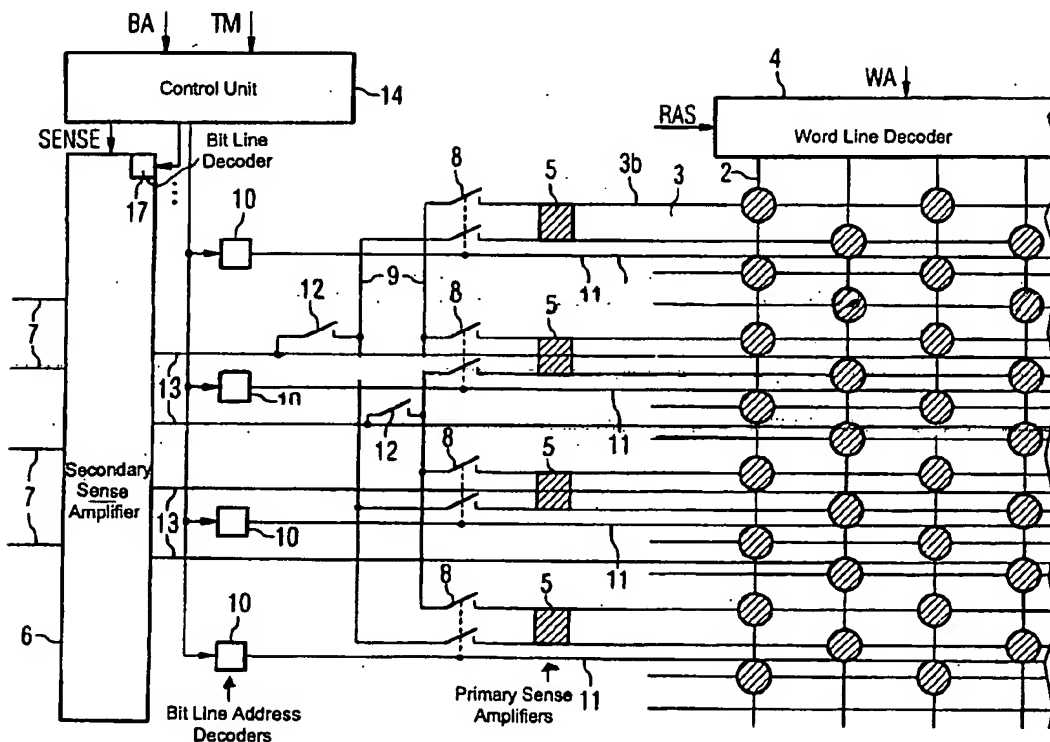 BA TM
Control Unit
14
SENSE
Bit Line
Decoder
17
4
WA
RAS
Word Line Decoder
2
8
5
3b
3
10
11
9
12
8
5
13
10
11
12
7
8
5
7
Secondary
Sense
Amplifier
13
10
11
8
5
10
6
11
Bit Line Address
Decoders
Primary Sense
Amplifiers